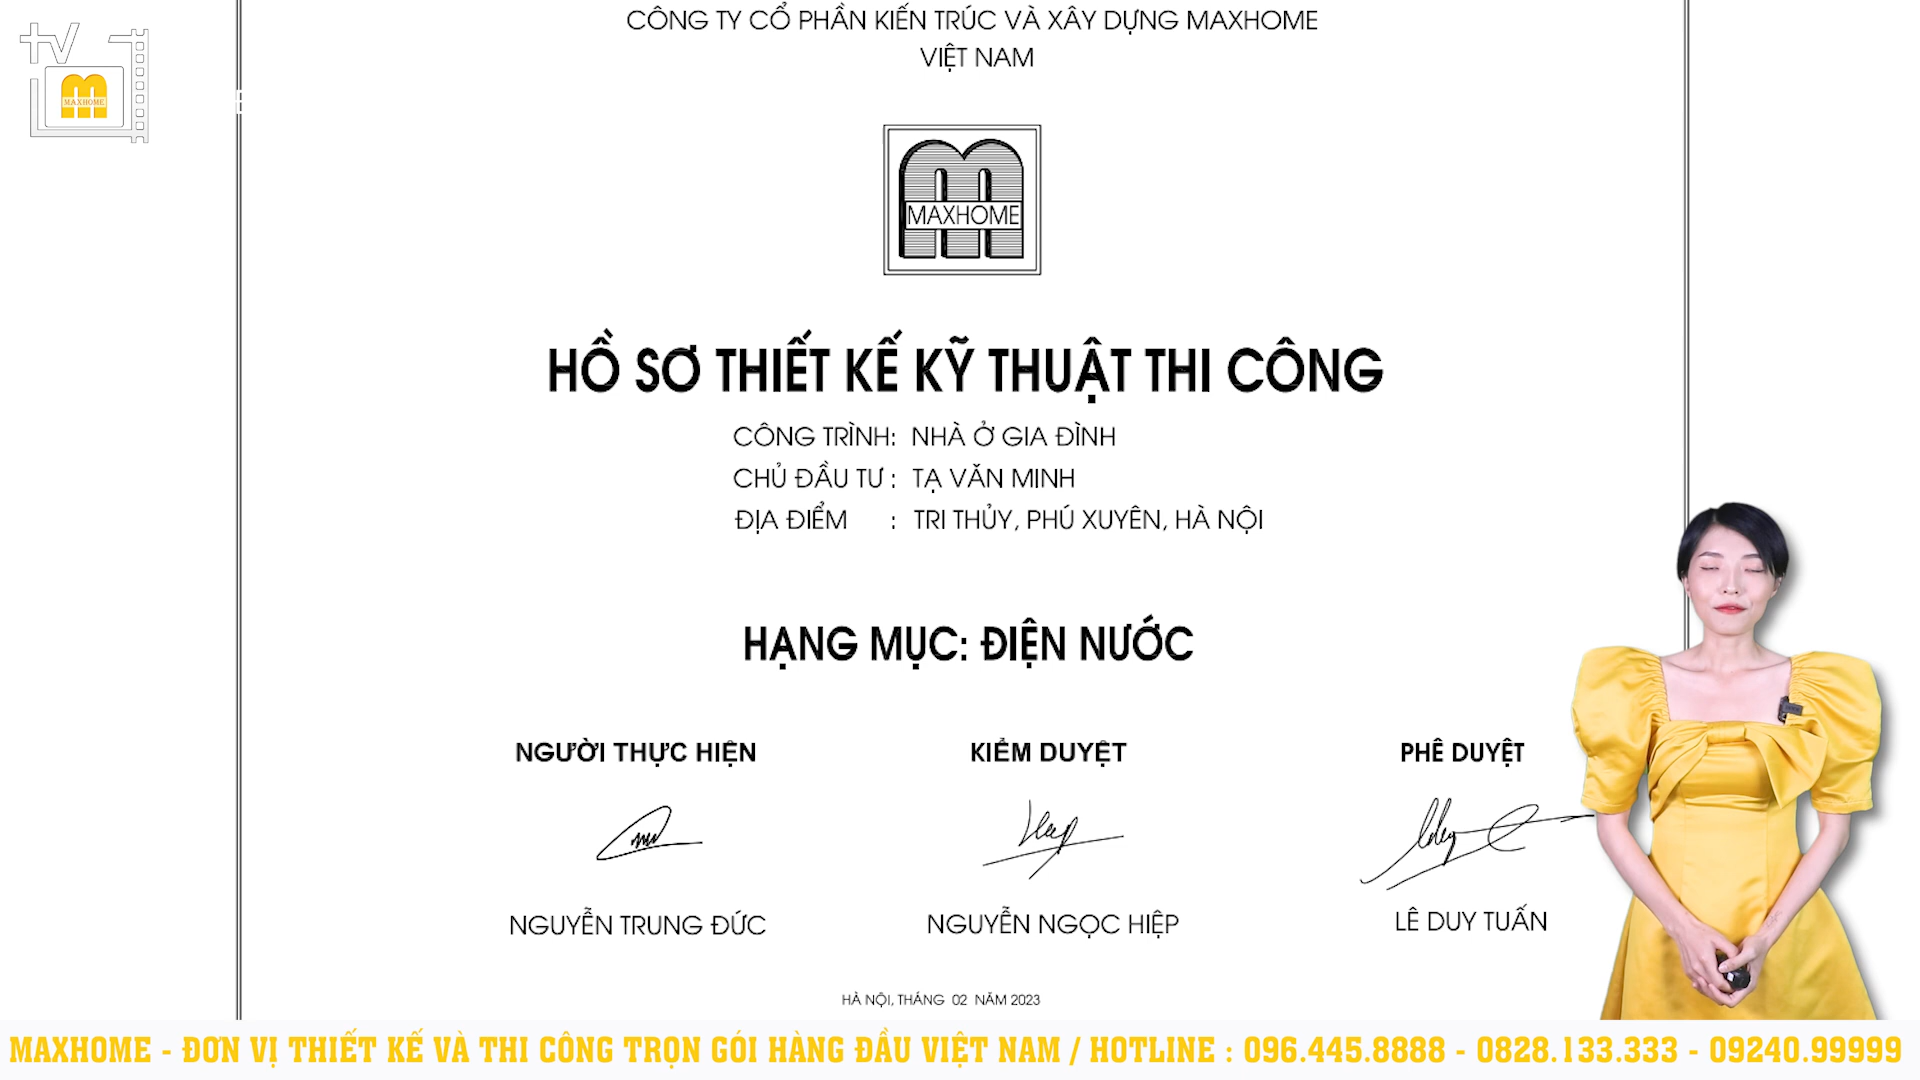 CÔNG TY CỔ PHẦN KIẾN TRÚC VÀ XÂY DỰNG MAXHOME
VIỆT NAM
tv
MAXHOME
MAXHOME
HỒ SƠ THIẾT KẾ KỸ THUẬT THI CÔNG
CÔNG TRÌNH: NHÀ Ở GIA ĐÌNH
CHỦ ĐẦU TƯ : TẠ VĂN MINH
ĐỊA ĐIỂM : TRI THỦY, PHÚ XUYÊN, HÀ NỘI
HẠNG MỤC: ĐIỆN NƯỚC
NGƯỜI THỰC HIỆN KIỂM DUYỆT PHÊ DUYỆT
NGUYỄN TRUNG ĐỨC NGUYỄN NGỌC HIỆP LÊ DUY TUẤN
HÀ NỘI, THÁNG 02 NĂM 2023
MAXHOME - ĐƠN VỊ THIẾT KẾ VÀ THI CÔNG TRỌN GÓI HÀNG ĐẦU VIỆT NAM / HOTLINE : 096.445.8888 - 0828.133.333 - 09240.99999